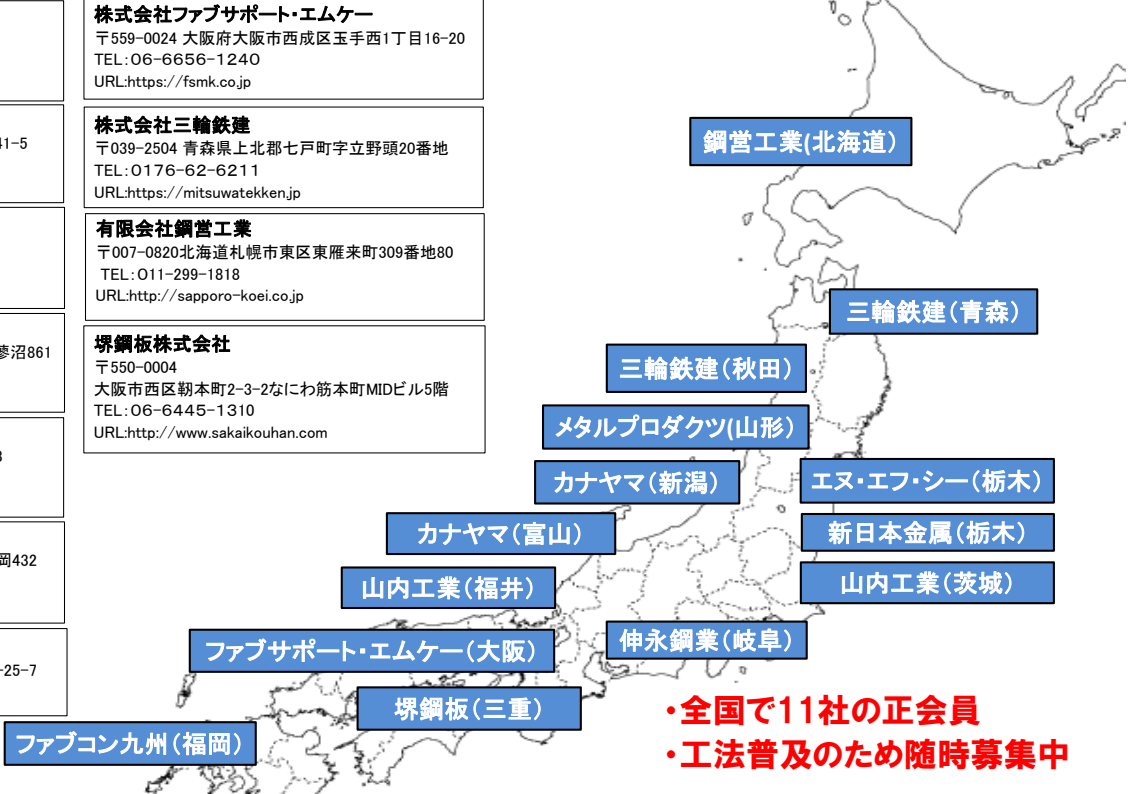 株式会社ファブサポート・エムケー
〒559-0024 大阪府大阪市西成区玉手西1丁目16-20
TEL:06-6656-1240
URL:https://fsmk.co.jp
41-5
株式会社三輪鉄建
〒039-2504 青森県上北郡七戸町字立野頭20番地
TEL:0176-62-6211
URL:https://mitsuwatekken.jp
有限会社鋼営工業
〒007-0820北海道札幌市東区東雁来町309番地80
TEL:011-299-1818
URL:http://sapporo-koei.co.jp
蓼沼861
堺鋼板株式会社
〒550-0004
大阪市西区靭本町2-3-2なにわ筋本町MIDビル5階
TEL:06-6445-1310
URL:http://www.sakaikouhan.com
岡432
-25-7
鋼営工業(北海道)
三輪鉄建(青森)
三輪鉄建(秋田)
メタルプロダクツ(山形)
カナヤマ(新潟)
エヌ・エフ・シー(栃木)
カナヤマ(富山)
新日本金属(栃木)
山内工業(福井)
山内工業(茨城)
ファブサポート・エムケー(大阪)
伸永鋼業(岐阜)
堺鋼板(三重)
ファブコン九州(福岡)
・全国で11社の正会員
・工法普及のため随時募集中